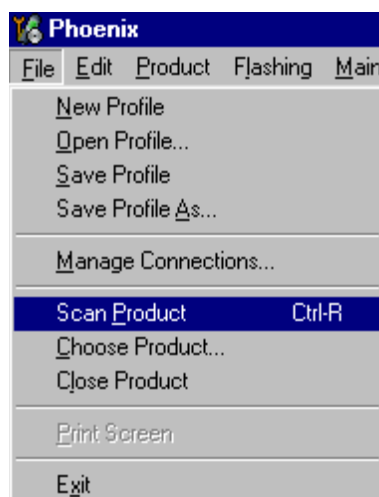 Phoenix
File Edit Product Flashing Main
New Profile
Open Profile...
Save Profile
Save Profile As...
Manage Connections...
Scan Product Ctrl-R
Choose Product...
Close Product
Print Screen
Exit